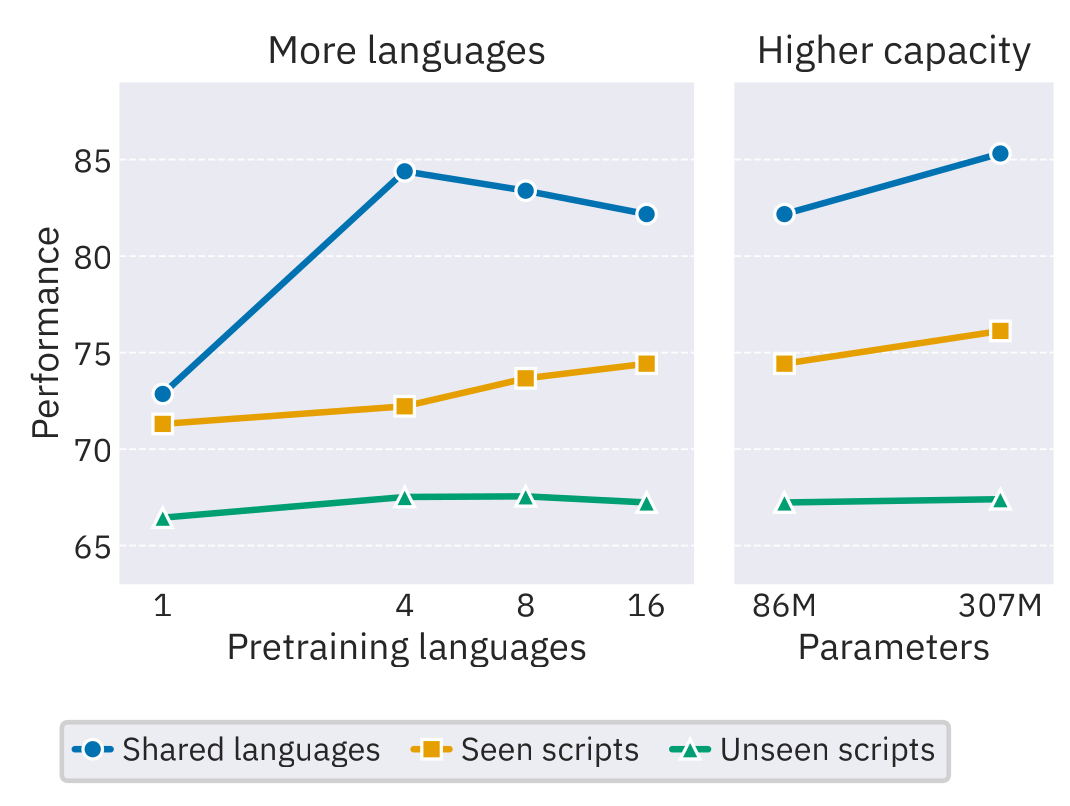 More languages
Higher capacity
Performance
85
80
75
70
65
1 4 8 16
86M 307M
Pretraining languages
Parameters
Shared languages Seen scripts Unseen scripts